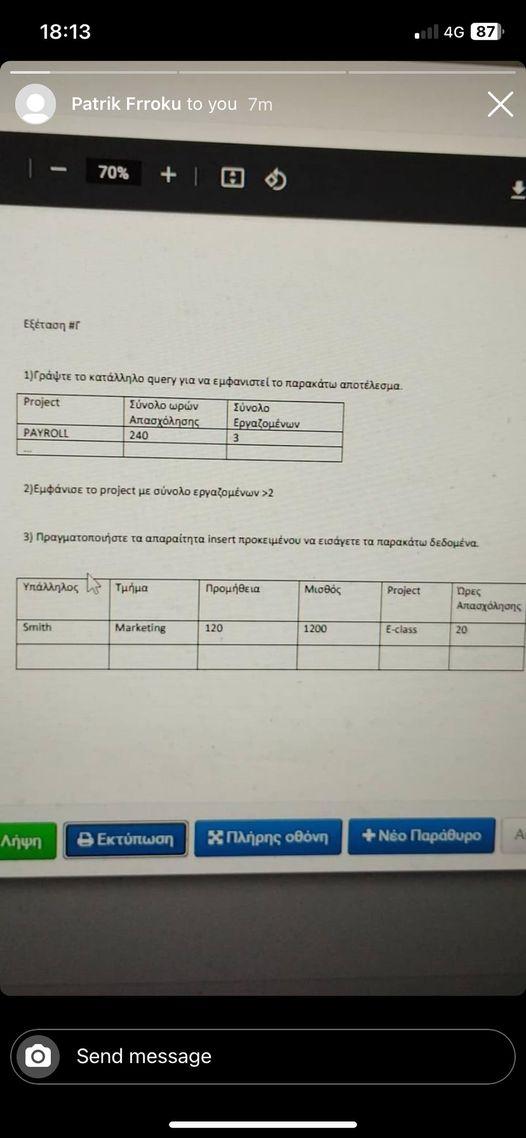 18:13
4G 87
Patrik Frroku to you 7m
70%
Εξέταση #Γ
1)Γράψτε το κατάλληλο query για να εμφανιστεί το παρακάτω αποτέλεσμα.
Project Σύνολο ωρών Απασχόλησης Σύνολο Εργαζομένων
PAYROLL 240 3
...
2)Εμφάνισε το project με σύνολο εργαζομένων >2
3) Πραγματοποιήστε τα απαραίτητα insert προκειμένου να εισάγετε τα παρακάτω δεδομένα.
Υπάλληλος Τμήμα Προμήθεια Μισθός Project Ώρες Απασχόλησης
Smith Marketing 120 1200 E-class 20
Λήψη Εκτύπωση Πλήρης οθόνη Νέο Παράθυρο
Send message